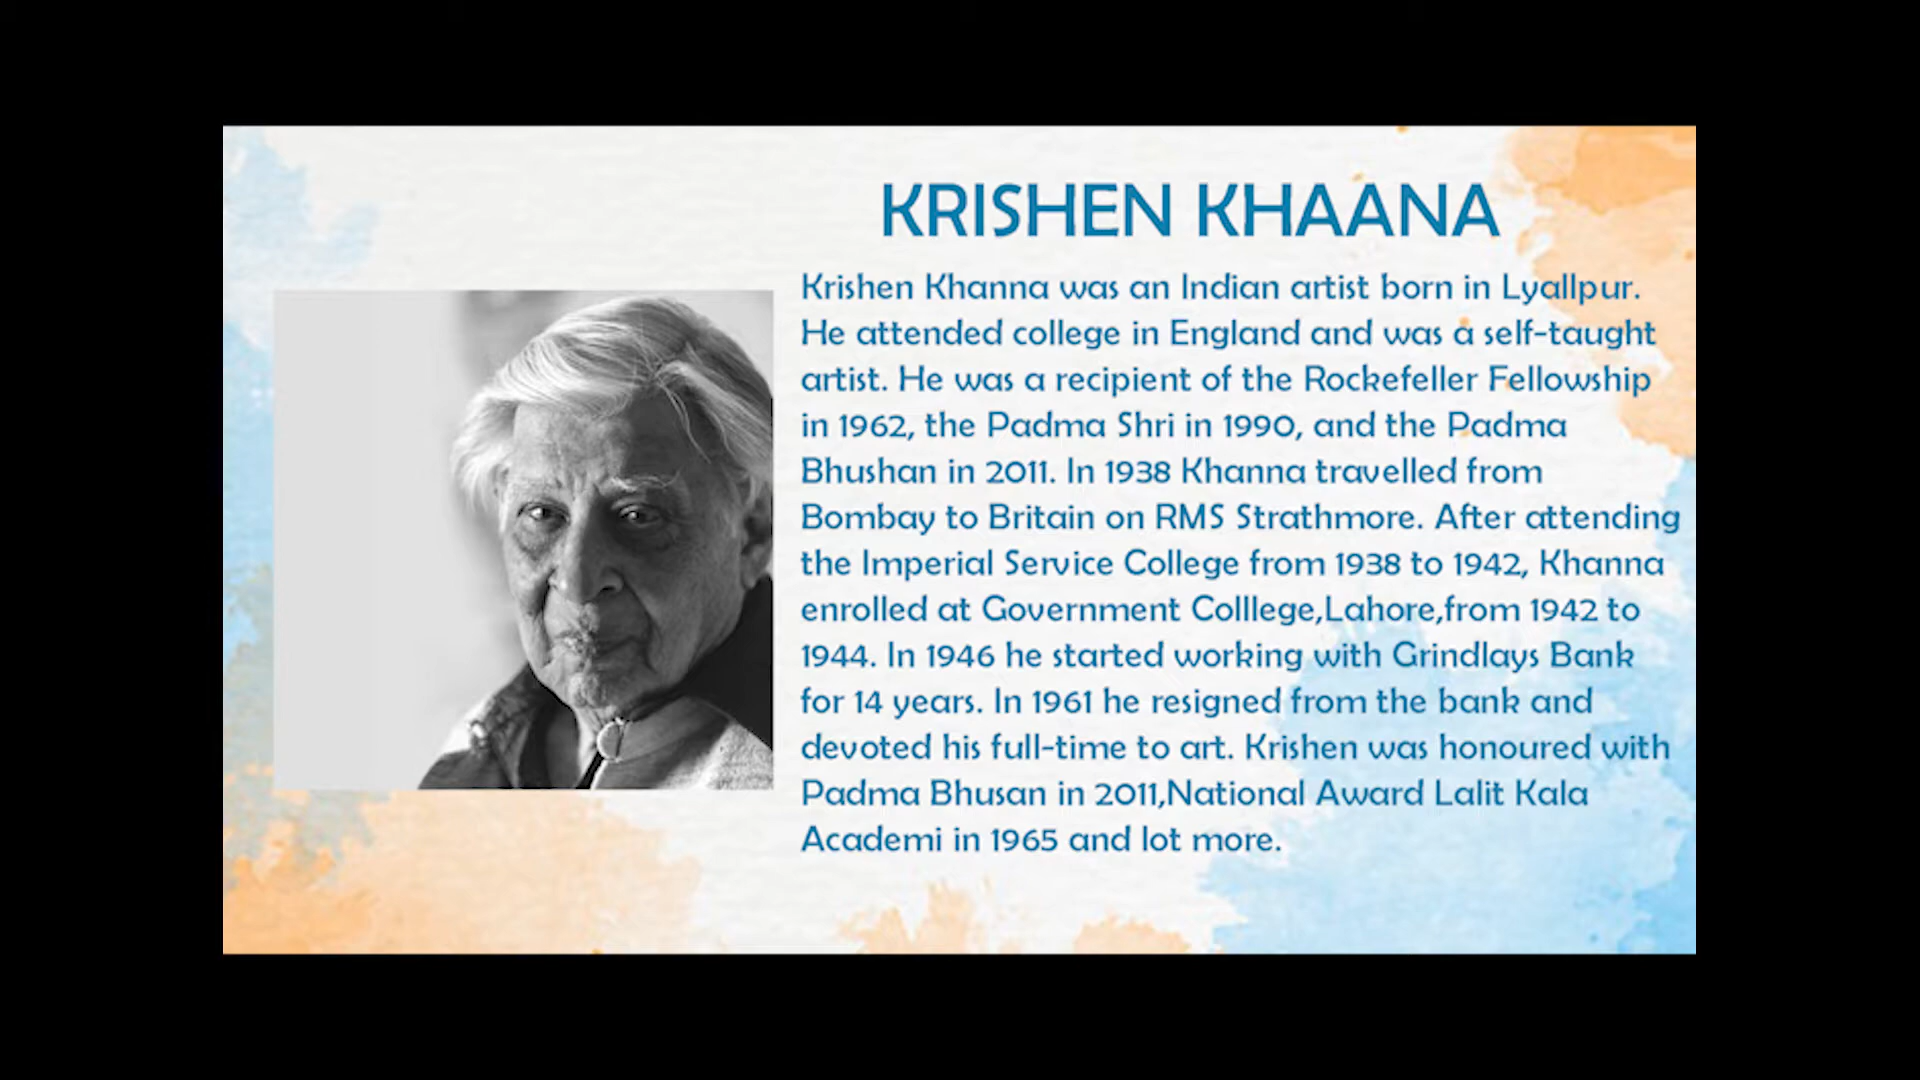 KRISHEN KHAANA
Krishen Khanna was an Indian artist born in Lyallpur.
He attended college in England and was a self-taught
artist. He was a recipient of the Rockefeller Fellowship
in 1962, the Padma Shri in 1990, and the Padma
Bhushan in 2011. In 1938 Khanna travelled from
Bombay to Britain on RMS Strathmore. After attending
the Imperial Service College from 1938 to 1942, Khanna
enrolled at Government Colllege,Lahore,from 1942 to
1944. In 1946 he started working with Grindlays Bank
for 14 years. In 1961 he resigned from the bank and
devoted his full-time to art. Krishen was honoured with
Padma Bhusan in 2011,National Award Lalit Kala
Academi in 1965 and lot more.